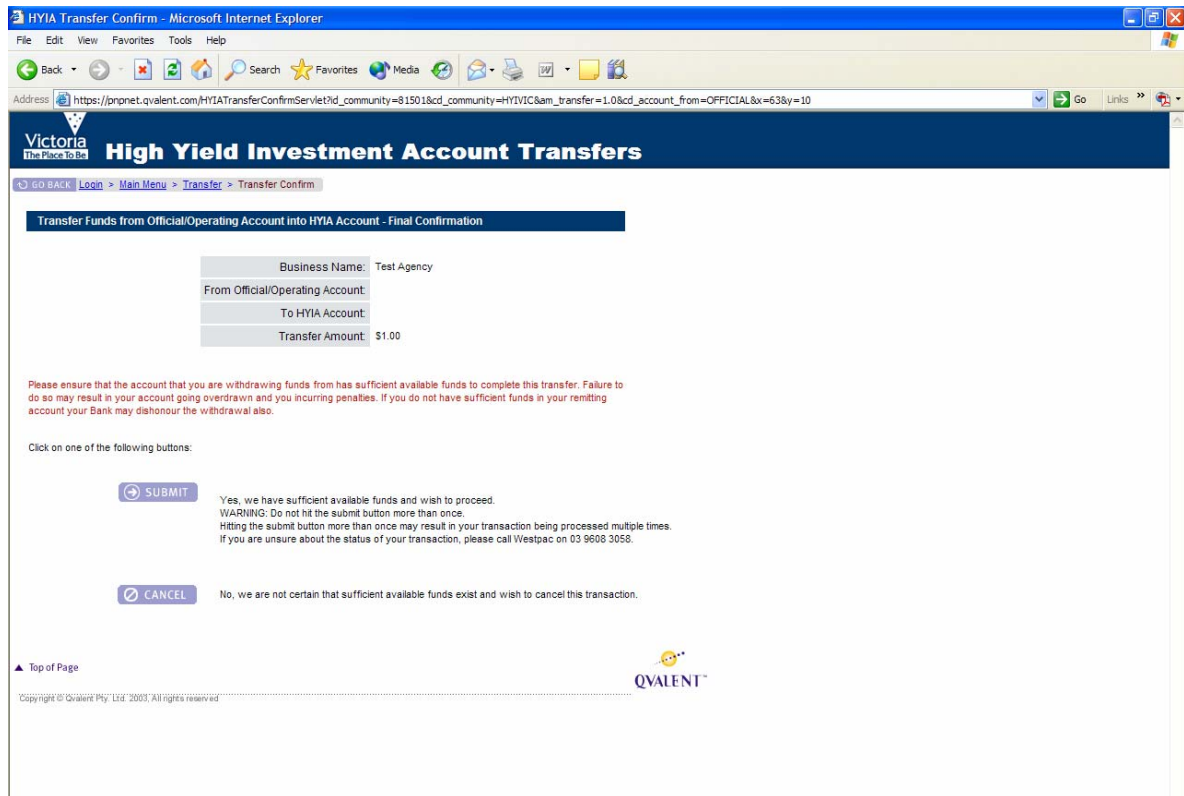 HYIA Transfer Confirm - Microsoft Internet Explorer
File Edit View Favorites Tools Help
Back Search Favorites Media
Address https://pnpnet.qvalent.com/HYIATransferConfirmServlet?id_community=81501&cd_community=HYIVIC&am_transfer=1.0&cd_account_from=OFFICIAL&x=63&y=10 Go Links »
Victoria
The Place To Be
High Yield Investment Account Transfers
GO BACK Login > Main Menu > Transfer > Transfer Confirm
Transfer Funds from Official/Operating Account into HYIA Account - Final Confirmation
Business Name: Test Agency
From Official/Operating Account:
To HYIA Account:
Transfer Amount: $1.00
Please ensure that the account that you are withdrawing funds from has sufficient available funds to complete this transfer. Failure to
do so may result in your account going overdrawn and you incurring penalties. If you do not have sufficient funds in your remitting
account your Bank may dishonour the withdrawal also.
Click on one of the following buttons:
SUBMIT
Yes, we have sufficient available funds and wish to proceed.
WARNING: Do not hit the submit button more than once.
Hitting the submit button more than once may result in your transaction being processed multiple times.
If you are unsure about the status of your transaction, please call Westpac on 03 9608 3058.
CANCEL
No, we are not certain that sufficient available funds exist and wish to cancel this transaction.
Top of Page
QVALENT™
Copyright © Qvalent Pty. Ltd. 2003, All rights reserved